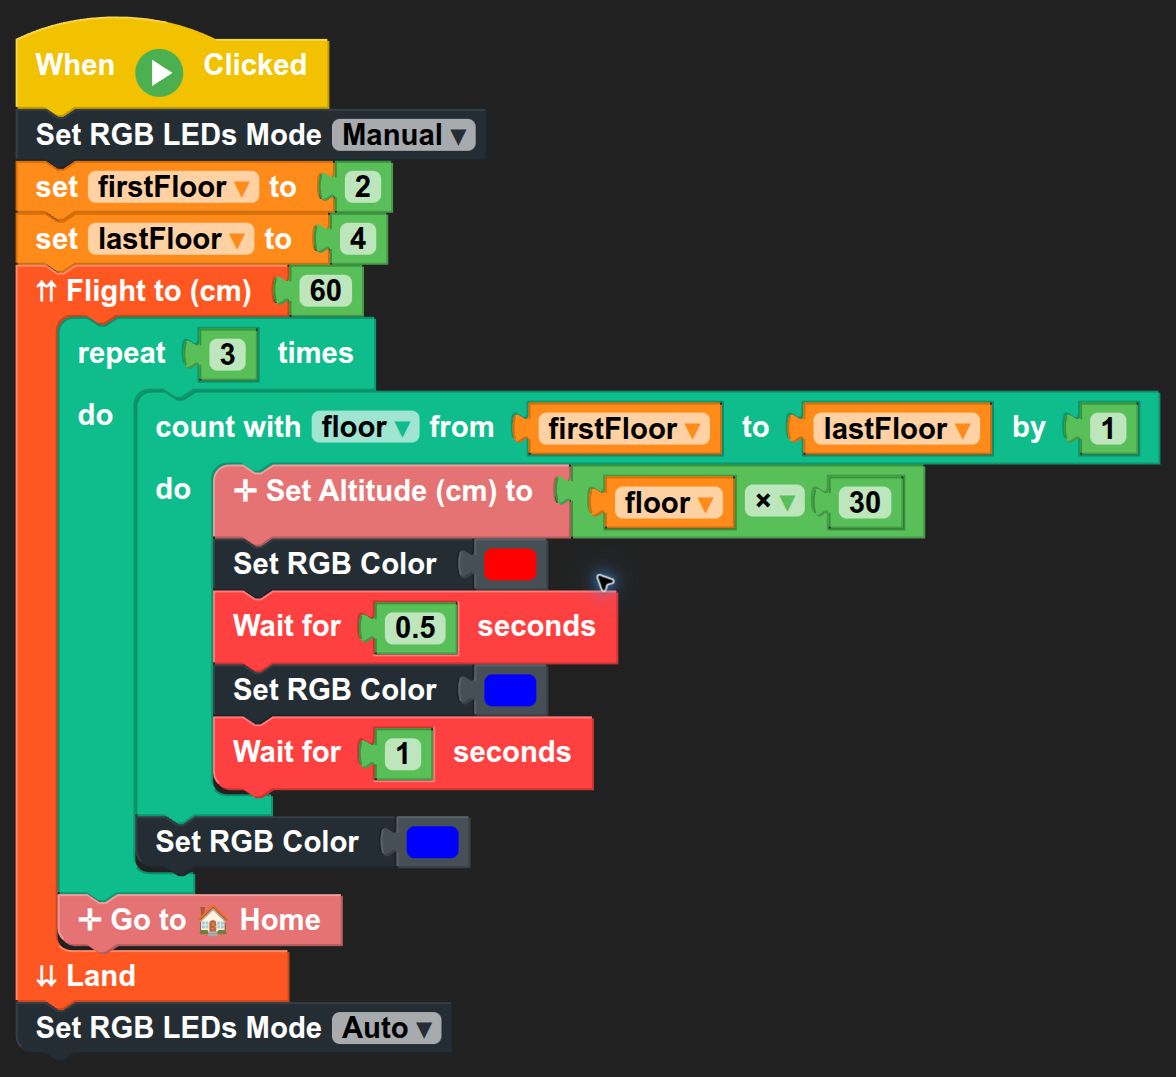 When Clicked
Set RGB LEDs Mode Manual ▼
set firstFloor ▼ to 2
set lastFloor ▼ to 4
⇈ Flight to (cm) 60
repeat 3 times
do count with floor ▼ from firstFloor ▼ to lastFloor ▼ by 1
do ✛ Set Altitude (cm) to floor ▼ × ▼ 30
Set RGB Color
Wait for 0.5 seconds
Set RGB Color
Wait for 1 seconds
Set RGB Color
✛ Go to 🏠 Home
⇊ Land
Set RGB LEDs Mode Auto ▼